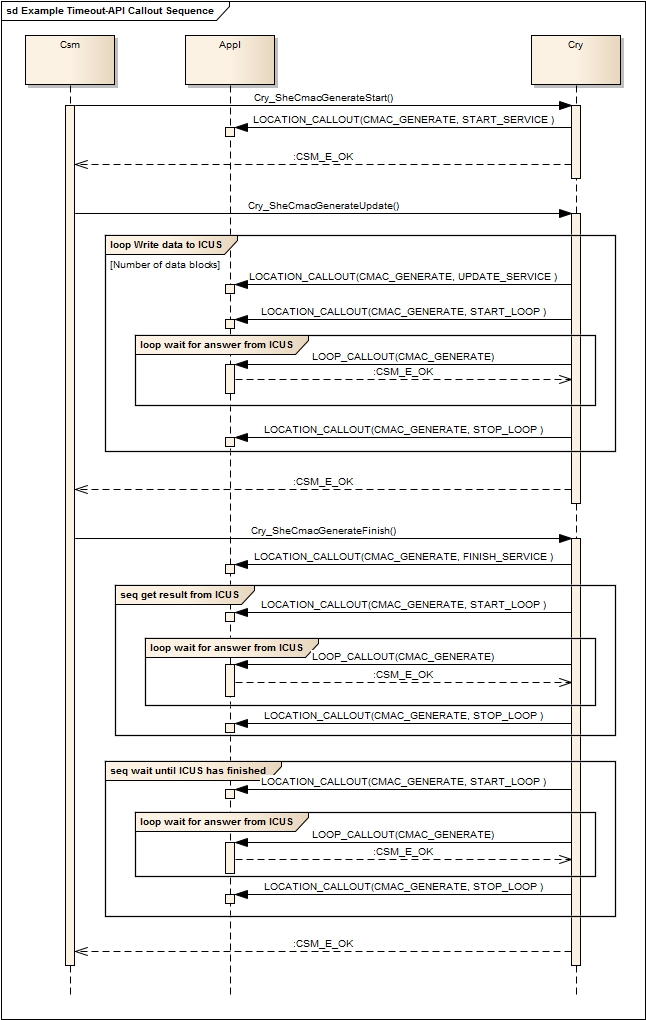 sd Example Timeout-API Callout Sequence
Csm
Appl
Cry
Cry_SheCmacGenerateStart()
LOCATION_CALLOUT(CMAC_GENERATE, START_SERVICE )
:CSM_E_OK
Cry_SheCmacGenerateUpdate()
loop Write data to ICUS
[Number of data blocks]
LOCATION_CALLOUT(CMAC_GENERATE, UPDATE_SERVICE )
LOCATION_CALLOUT(CMAC_GENERATE, START_LOOP )
loop wait for answer from ICUS
LOOP_CALLOUT(CMAC_GENERATE)
:CSM_E_OK
LOCATION_CALLOUT(CMAC_GENERATE, STOP_LOOP )
:CSM_E_OK
Cry_SheCmacGenerateFinish()
LOCATION_CALLOUT(CMAC_GENERATE, FINISH_SERVICE )
seq get result from ICUS
LOCATION_CALLOUT(CMAC_GENERATE, START_LOOP )
loop wait for answer from ICUS
LOOP_CALLOUT(CMAC_GENERATE)
:CSM_E_OK
LOCATION_CALLOUT(CMAC_GENERATE, STOP_LOOP )
seq wait until ICUS has finished
LOCATION_CALLOUT(CMAC_GENERATE, START_LOOP )
loop wait for answer from ICUS
LOOP_CALLOUT(CMAC_GENERATE)
:CSM_E_OK
LOCATION_CALLOUT(CMAC_GENERATE, STOP_LOOP )
:CSM_E_OK